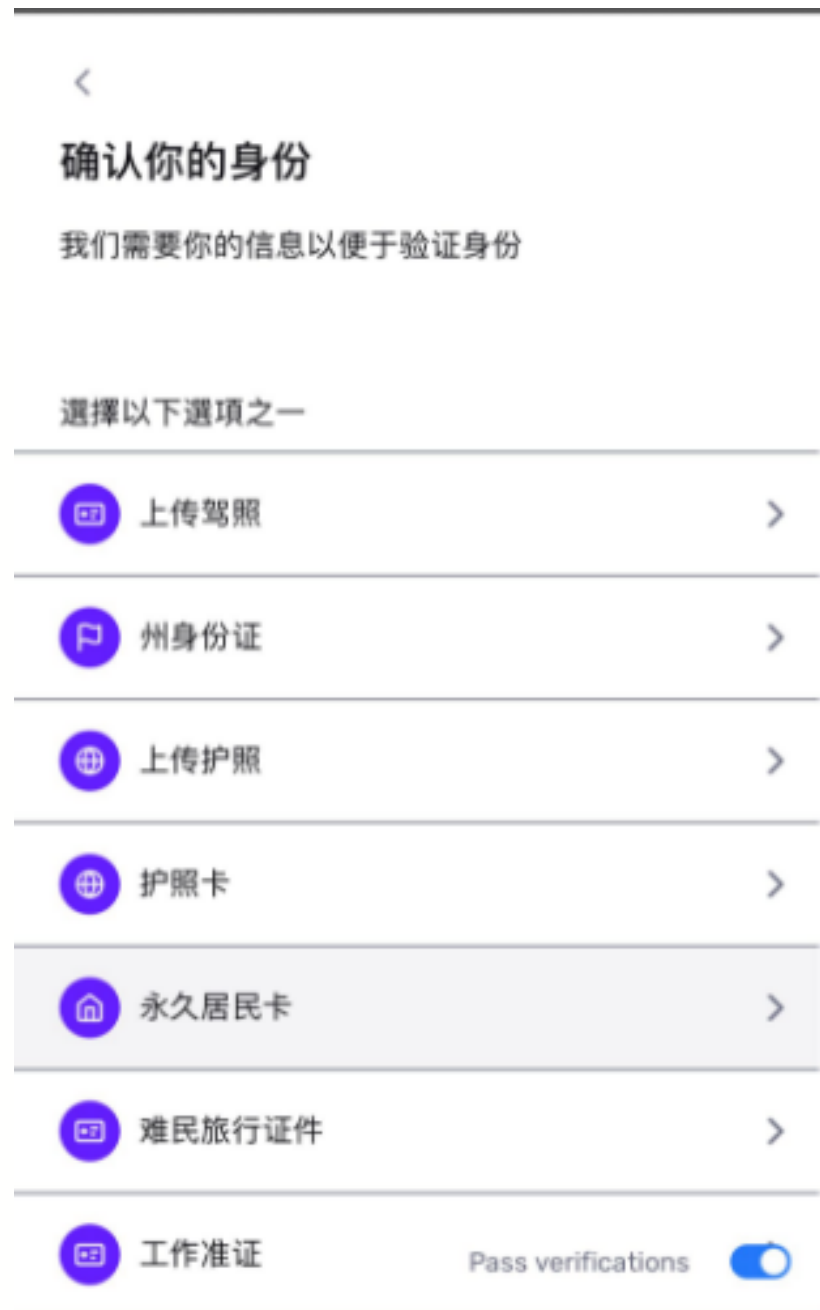 确认你的身份
我们需要你的信息以便于验证身份
選擇以下選項之一
上传驾照
州身份证
上传护照
护照卡
永久居民卡
难民旅行证件
工作准证 Pass verifications